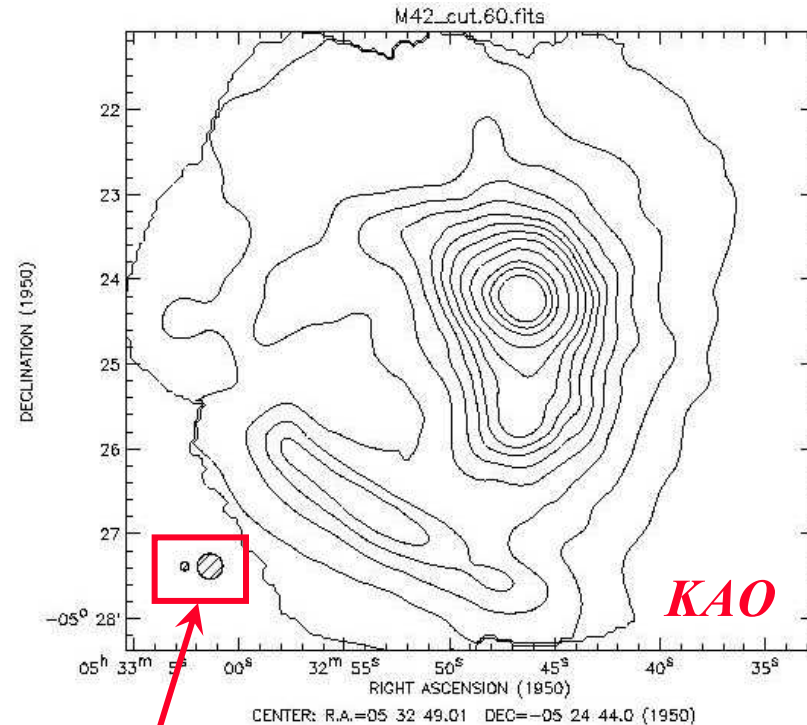 M42_cut.60.fits
22
23
24
25
26
27
-05° 28'
DECLINATION (1950)
KAO
05ʰ 33ᵐ 5ˢ 00ˢ 32ᵐ 55ˢ 50ˢ 45ˢ 40ˢ 35ˢ
RIGHT ASCENSION (1950)
CENTER: R.A.=05 32 49.01 DEC=-05 24 44.0 (1950)